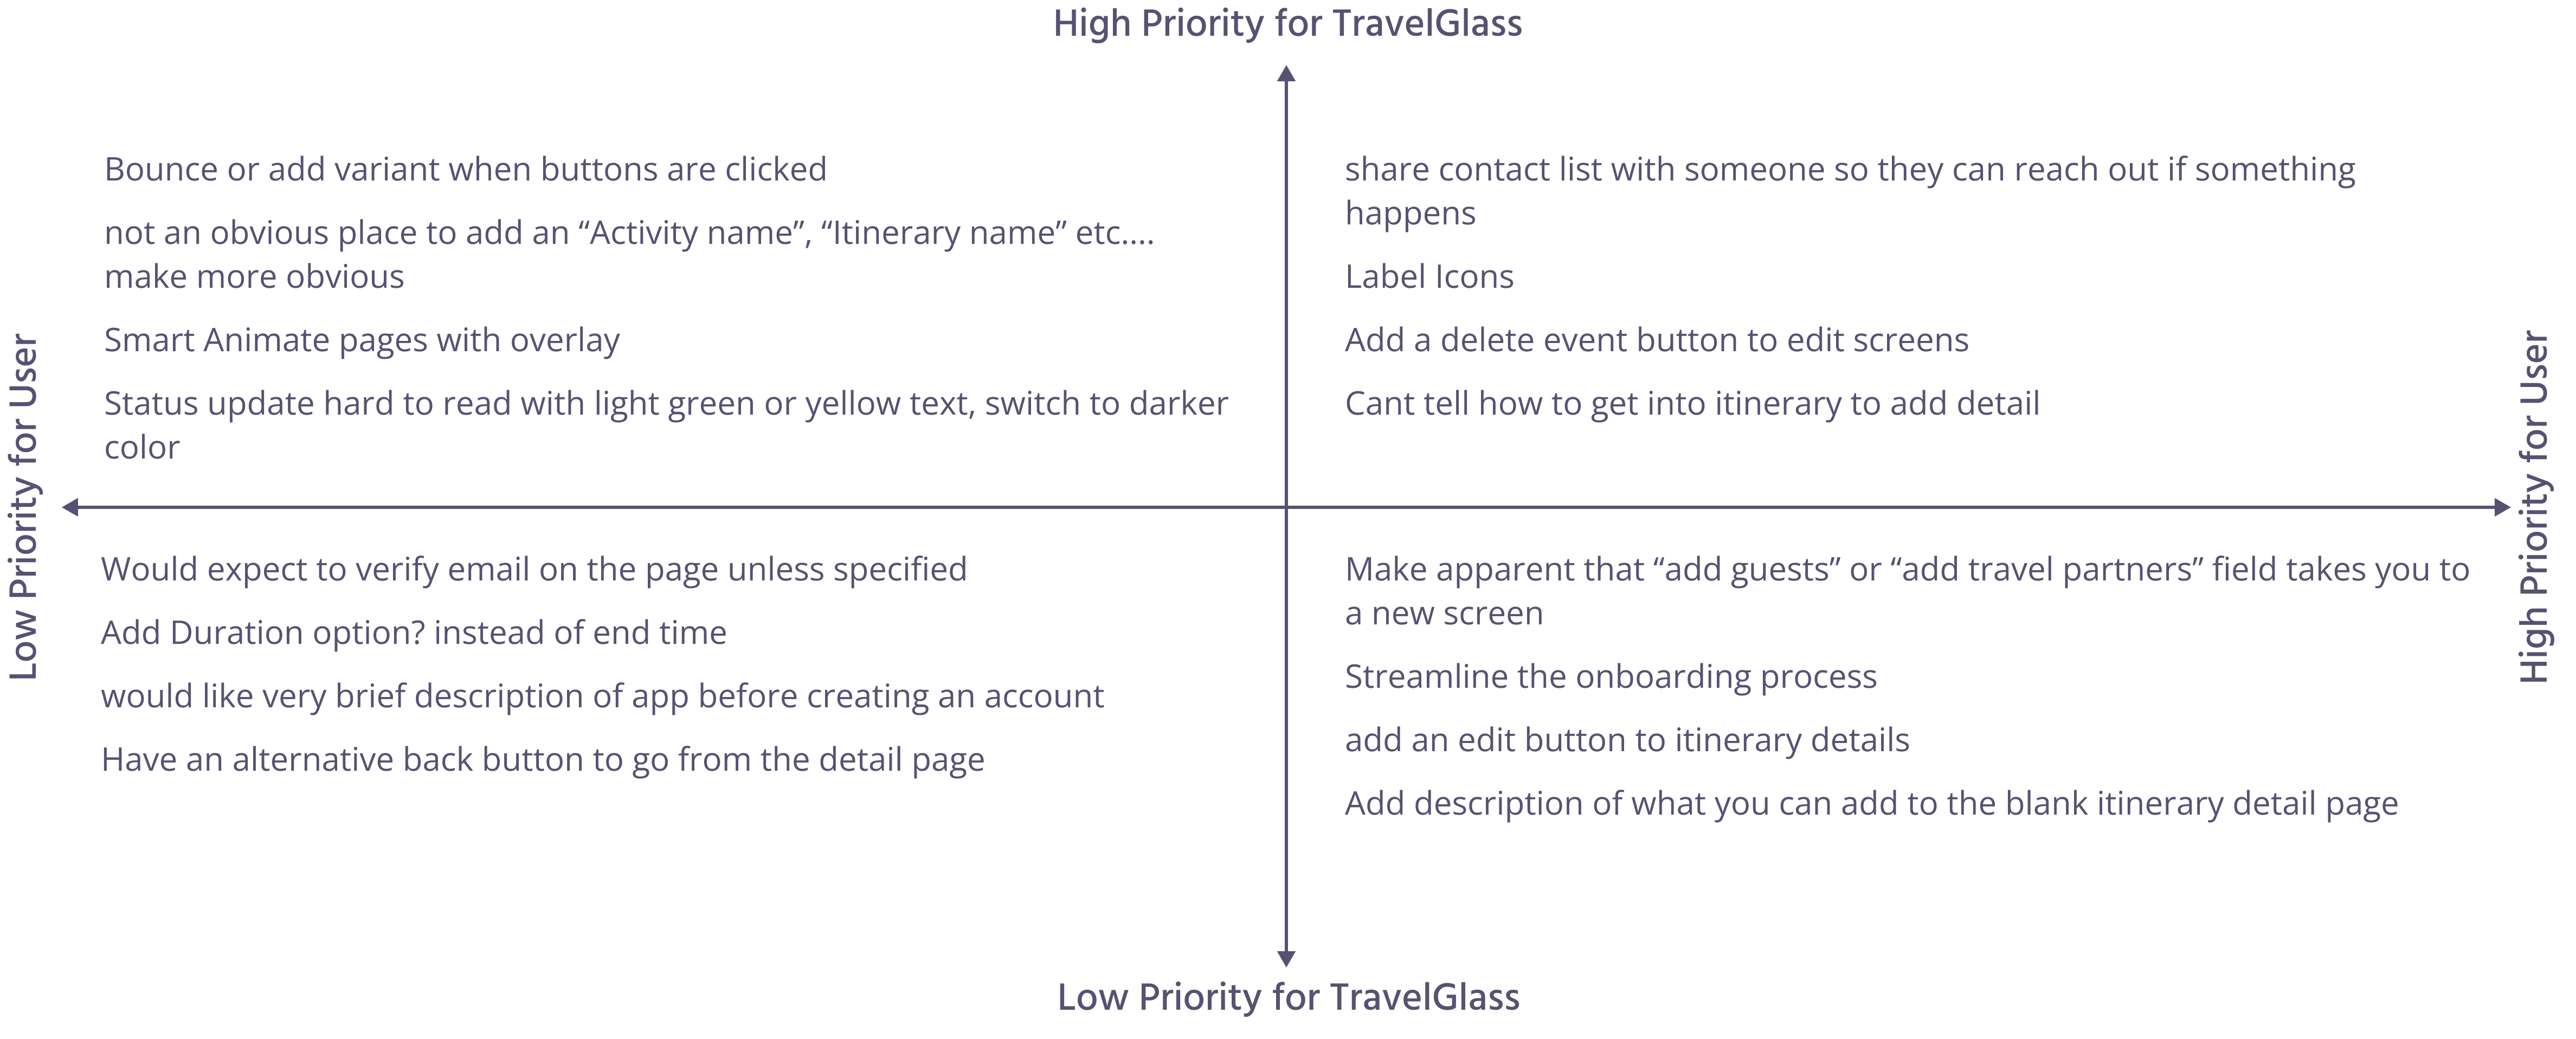 High Priority for TravelGlass
Bounce or add variant when buttons are clicked
not an obvious place to add an “Activity name”, “Itinerary name” etc....
make more obvious
Smart Animate pages with overlay
Status update hard to read with light green or yellow text, switch to darker
color
share contact list with someone so they can reach out if something
happens
Label Icons
Add a delete event button to edit screens
Cant tell how to get into itinerary to add detail
Low Priority for User
High Priority for User
Would expect to verify email on the page unless specified
Add Duration option? instead of end time
would like very brief description of app before creating an account
Have an alternative back button to go from the detail page
Make apparent that “add guests” or “add travel partners” field takes you to
a new screen
Streamline the onboarding process
add an edit button to itinerary details
Add description of what you can add to the blank itinerary detail page
Low Priority for TravelGlass